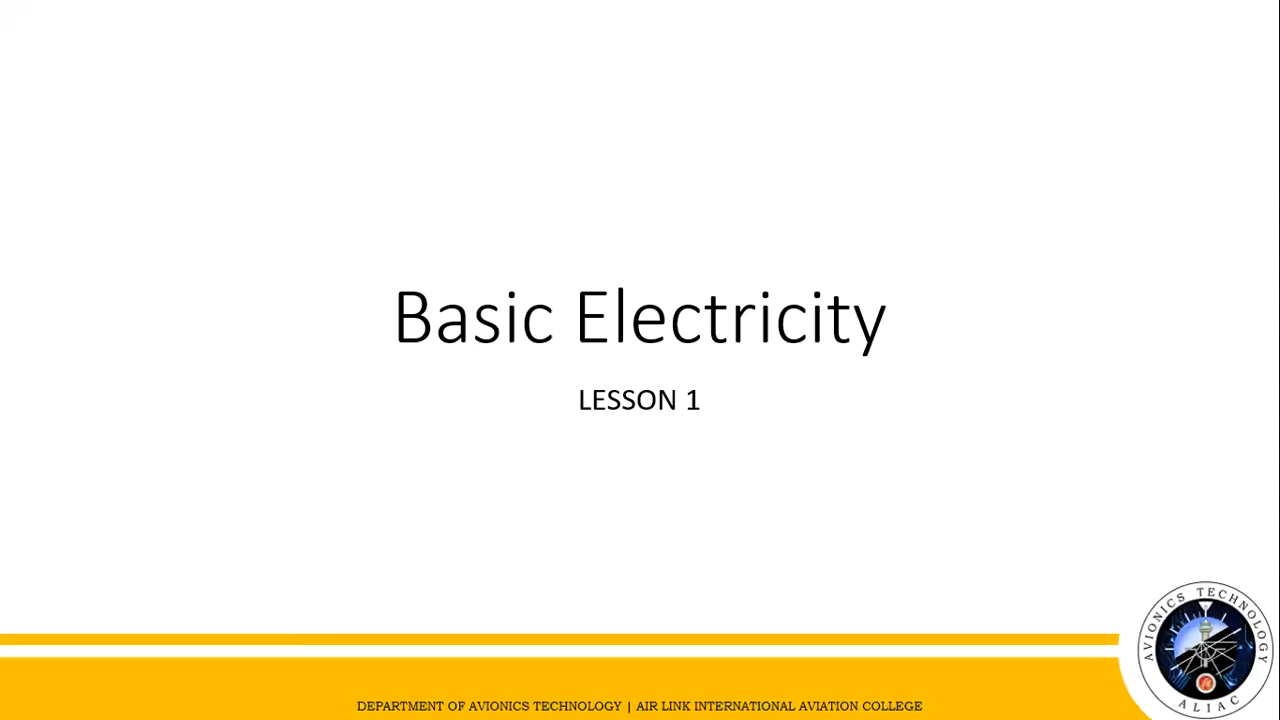 Basic Electricity
LESSON 1
AVIONICS TECHNOLOGY
ALIAC
DEPARTMENT OF AVIONICS TECHNOLOGY | AIR LINK INTERNATIONAL AVIATION COLLEGE